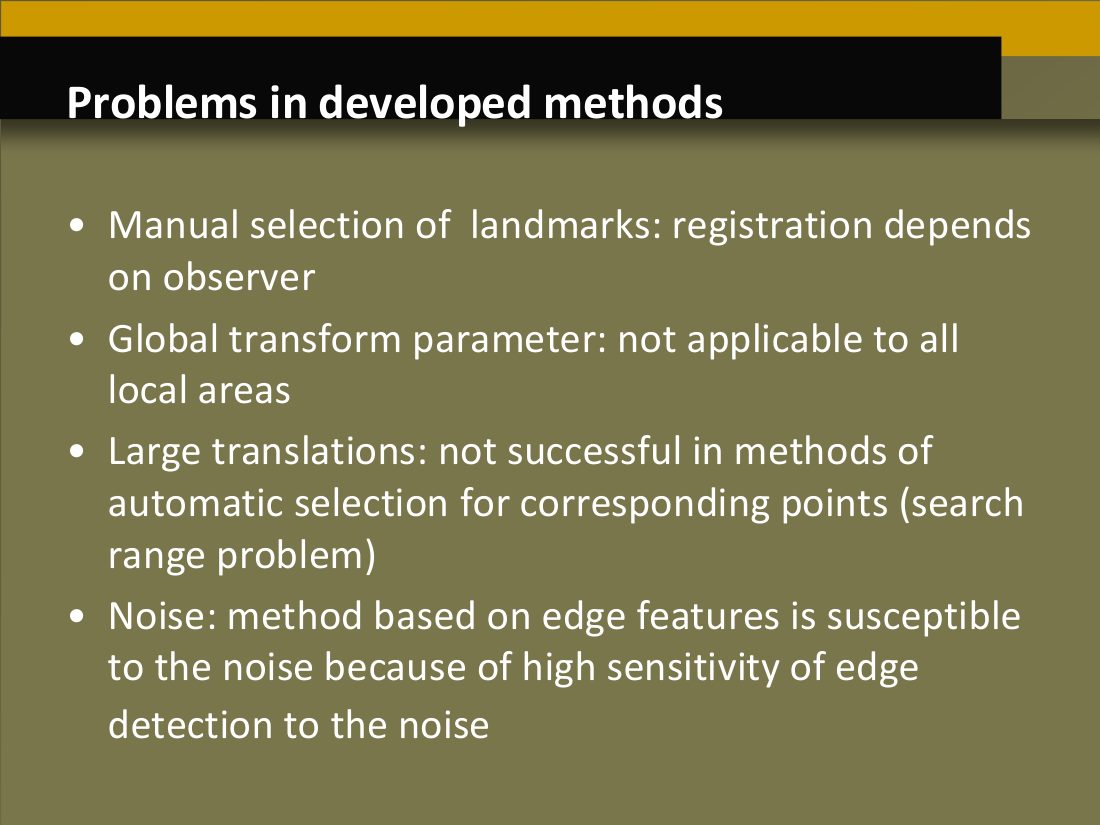 Problems in developed methods
• Manual selection of  landmarks: registration depends
on observer
• Global transform parameter: not applicable to all
local areas
• Large translations: not successful in methods of
automatic selection for corresponding points (search
range problem)
• Noise: method based on edge features is susceptible
to the noise because of high sensitivity of edge
detection to the noise